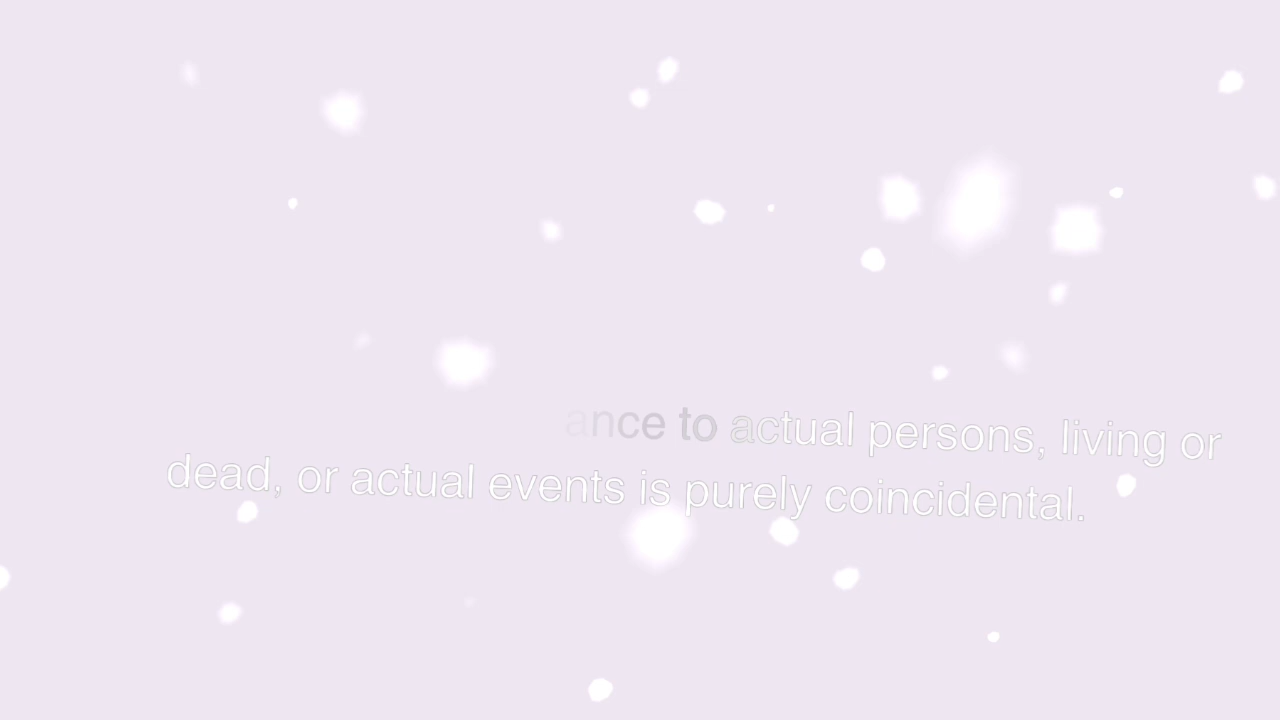 ance to actual persons, living or
dead, or actual events is purely coincidental.